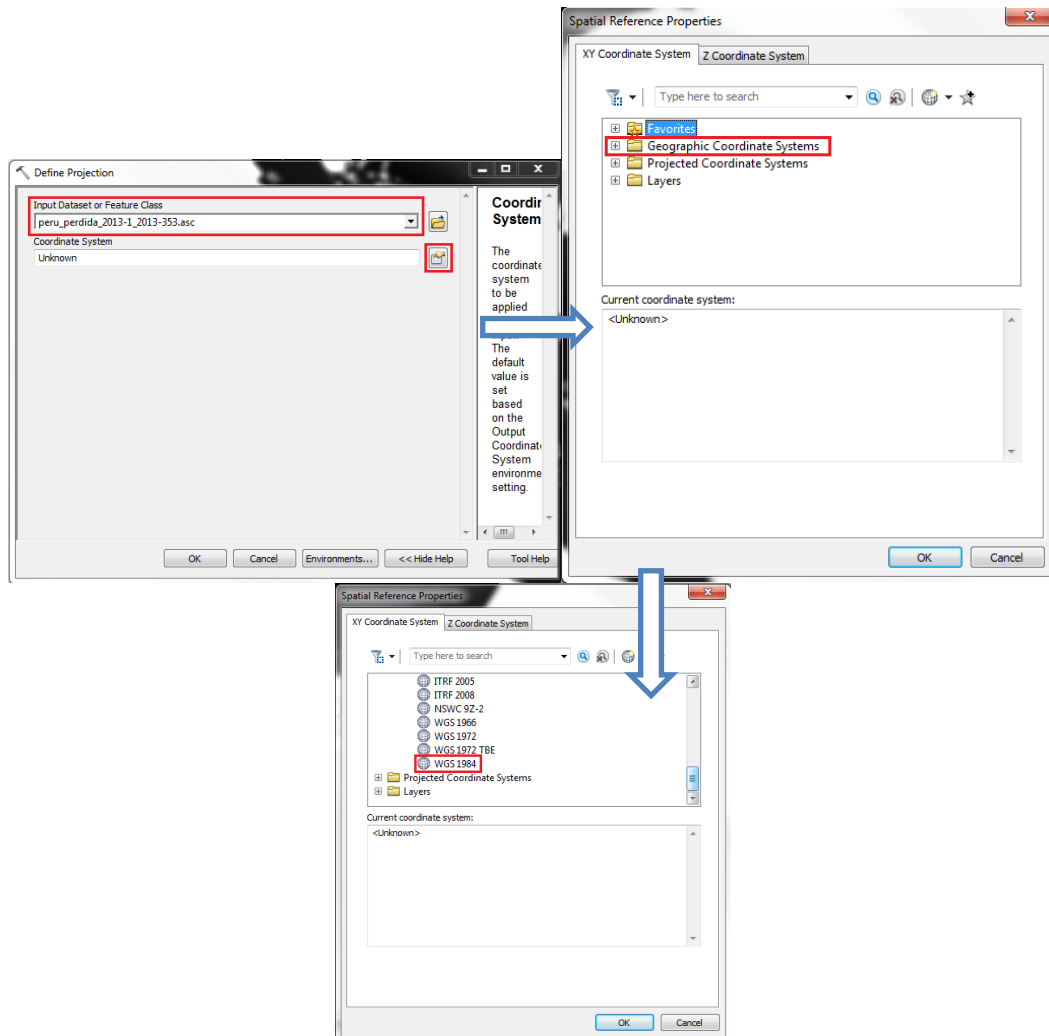 Define Projection
Input Dataset or Feature Class
peru_perdida_2013-1_2013-353.asc
Coordinate System
Unknown
OK
Cancel
Environments...
<< Hide Help
Tool Help
Coordin
System
The
coordinate
system
to be
applied
The
default
value is
set
based
on the
Output
Coordinat
System
environme
setting.
Spatial Reference Properties
XY Coordinate System
Z Coordinate System
Type here to search
Favorites
Geographic Coordinate Systems
Projected Coordinate Systems
Layers
Current coordinate system:
<Unknown>
OK
Cancel
Spatial Reference Properties
XY Coordinate System
Z Coordinate System
Type here to search
ITRF 2005
ITRF 2008
NSWC 9Z-2
WGS 1966
WGS 1972
WGS 1972 TBE
WGS 1984
Projected Coordinate Systems
Layers
Current coordinate system:
<Unknown>
OK
Cancel